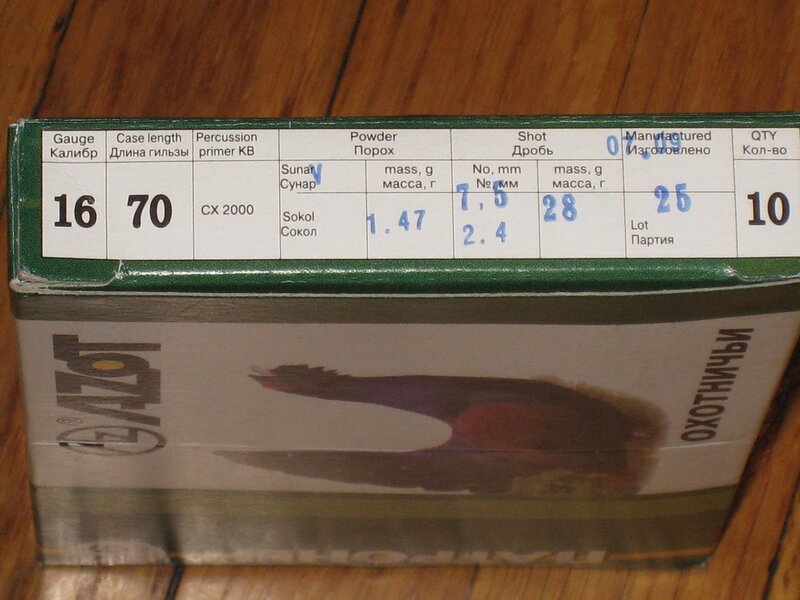 Gauge
Калибр
16
Case length
Длина гильзы
70
Percussion
primer KB
CX 2000
Powder
Порох
Sunar
Сунар
V
Sokol
Сокол
mass, g
масса, г
1.47
Shot
Дробь
No, mm
№, мм
7,5
2.4
mass, g
масса, г
28
Manufactured
Изготовлено
07.09
25
Lot
Партия
QTY
Кол-во
10
AZOT
ОХОТНИЧЬИ